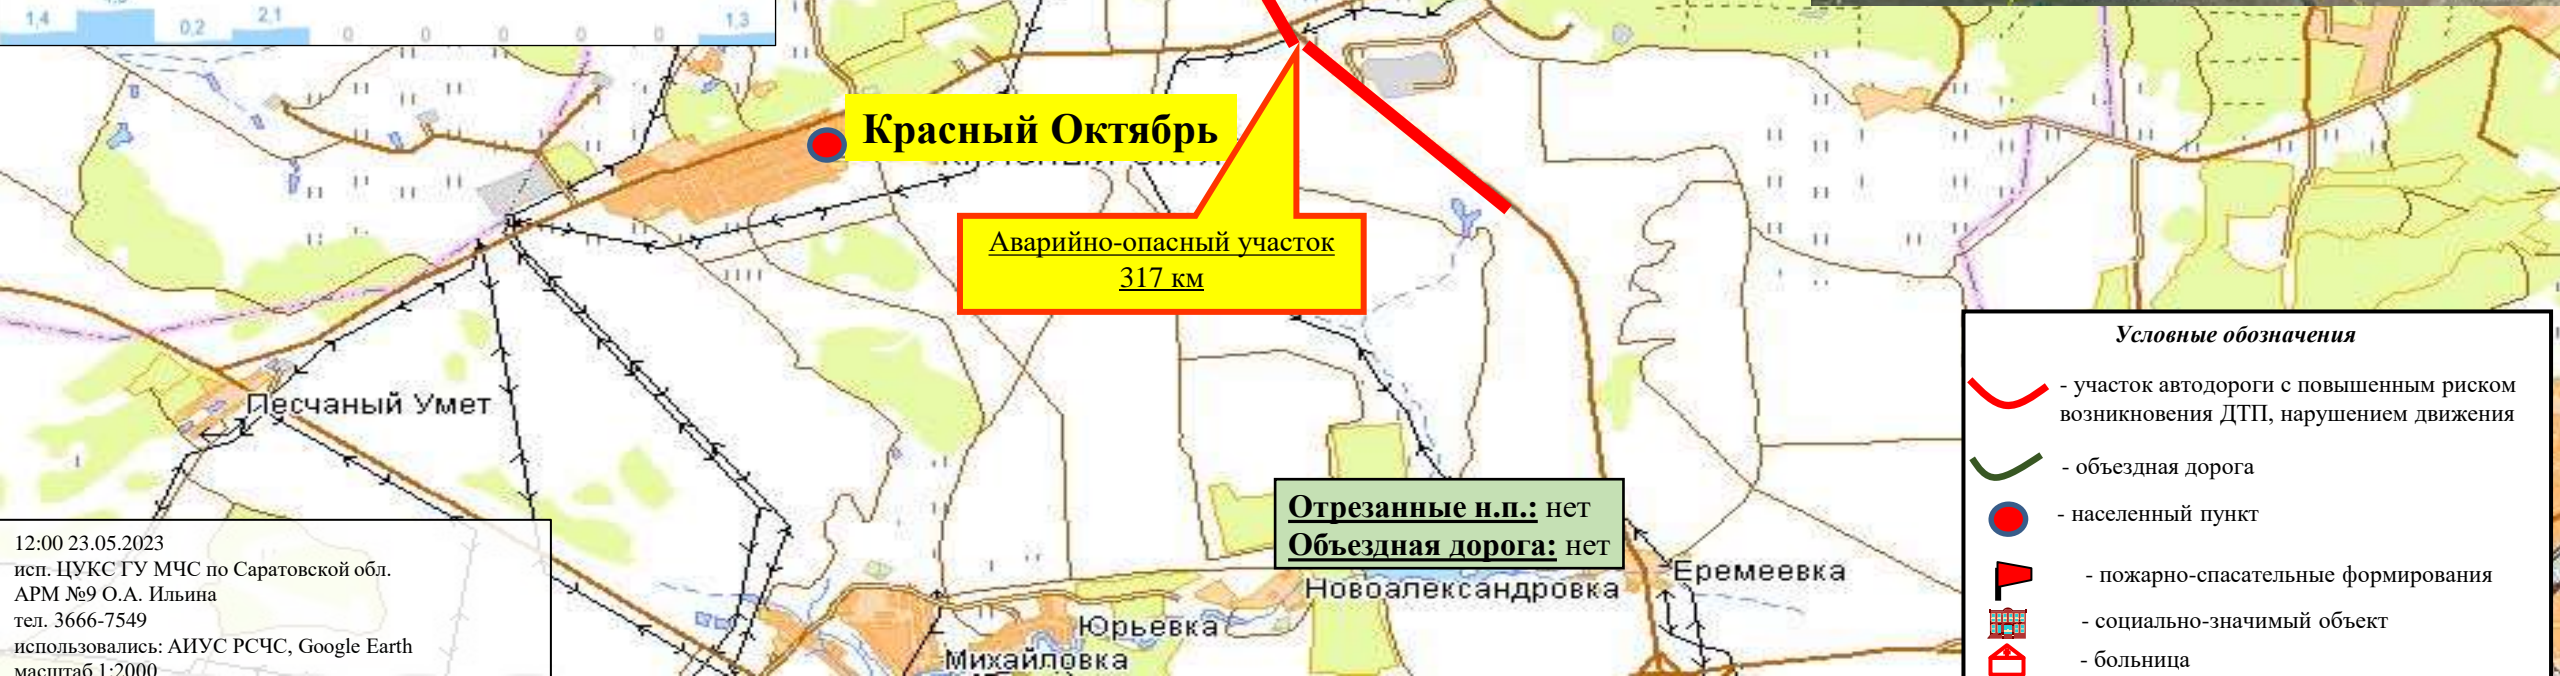 1,4
0,2
2,1
0
0
0
0
0
1,3
Красный Октябрь
Аварийно-опасный участок
317 км
Песчаный Умет
Отрезанные н.п.: нет
Объездная дорога: нет
Новоалександровка
Еремеевка
Юрьевка
Михайловка
12:00 23.05.2023
исп. ЦУКС ГУ МЧС по Саратовской обл.
АРМ №9 О.А. Ильина
тел. 3666-7549
использовались: АИУС РСЧС, Google Earth
масштаб 1:2000
Условные обозначения
- участок автодороги с повышенным риском
возникновения ДТП, нарушением движения
- объездная дорога
- населенный пункт
- пожарно-спасательные формирования
- социально-значимый объект
- больница